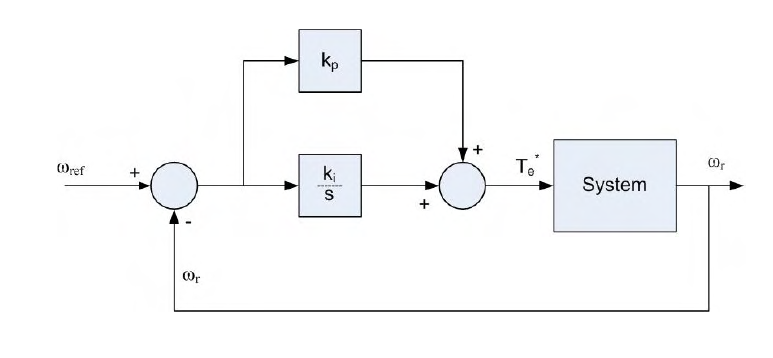 kp
ωref
+
ki
s
+
+
Te*
System
ωr
-
ωr